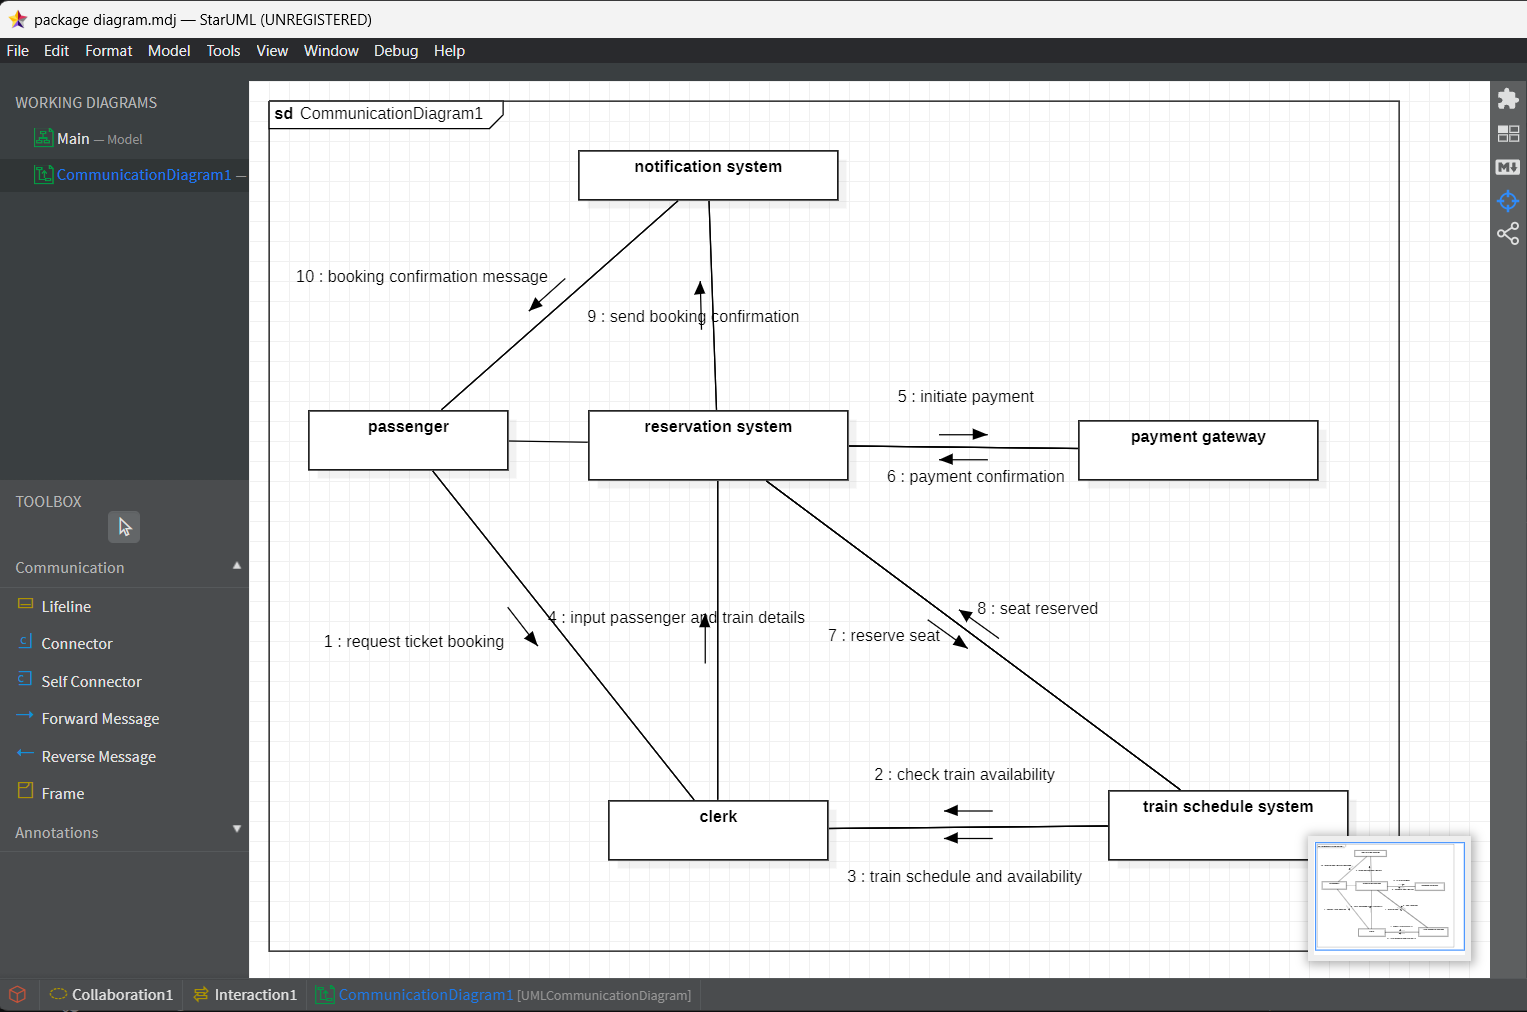 package diagram.mdj — StarUML (UNREGISTERED)
File Edit Format Model Tools View Window Debug Help
WORKING DIAGRAMS
Main — Model
CommunicationDiagram1 —
TOOLBOX
Communication
Lifeline
Connector
Self Connector
Forward Message
Reverse Message
Frame
Annotations
sd CommunicationDiagram1
notification system
10 : booking confirmation message
9 : send booking confirmation
5 : initiate payment
passenger
reservation system
payment gateway
6 : payment confirmation
8 : seat reserved
4 : input passenger and train details
7 : reserve seat
1 : request ticket booking
2 : check train availability
train schedule system
clerk
3 : train schedule and availability
M
Collaboration1 Interaction1 CommunicationDiagram1 [UMLCommunicationDiagram]